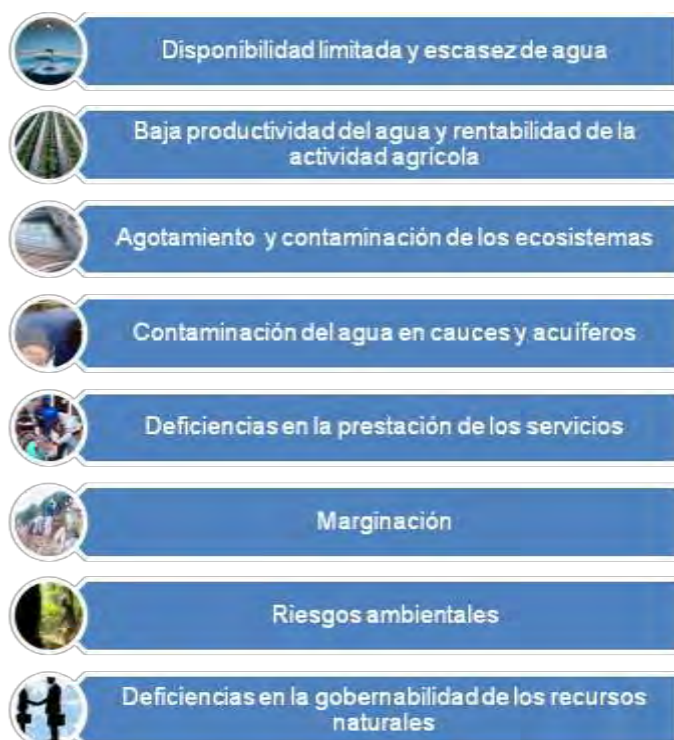 Disponibilidad limitada y escasez de agua
Baja productividad del agua y rentabilidad de la
actividad agrícola
Agotamiento y contaminación de los ecosistemas
Contaminación del agua en cauces y acuíferos
Deficiencias en la prestación de los servicios
Marginación
Riesgos ambientales
Deficiencias en la gobernabilidad de los recursos
naturales